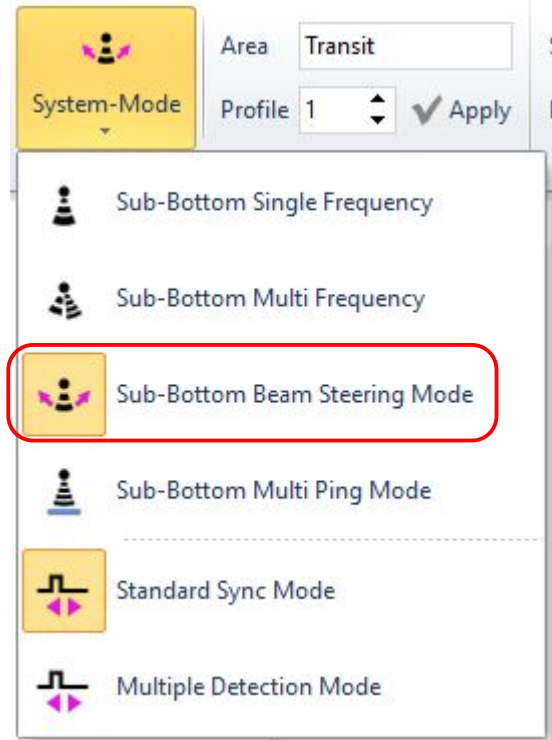 System-Mode
Area Transit
Profile 1 Apply
Sub-Bottom Single Frequency
Sub-Bottom Multi Frequency
Sub-Bottom Beam Steering Mode
Sub-Bottom Multi Ping Mode
Standard Sync Mode
Multiple Detection Mode